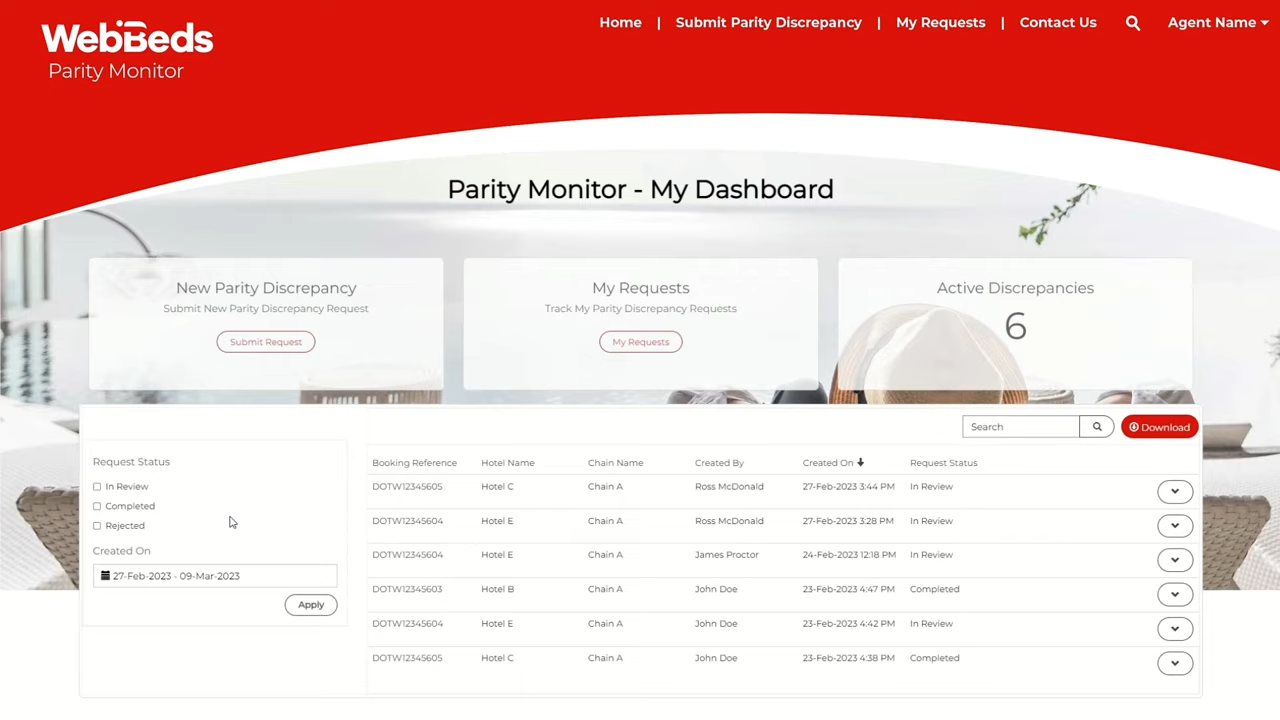 WebBeds
Parity Monitor
Home | Submit Parity Discrepancy | My Requests | Contact Us
Agent Name
Parity Monitor - My Dashboard
New Parity Discrepancy
Submit New Parity Discrepancy Request
Submit Request
My Requests
Track My Parity Discrepancy Requests
My Requests
Active Discrepancies
6
Search
Download
Request Status
In Review
Completed
Rejected
Created On
27-Feb-2023 - 09-Mar-2023
Apply
Booking Reference Hotel Name Chain Name Created By Created On Request Status
DOTW12345605 Hotel C Chain A Ross McDonald 27-Feb-2023 3:44 PM In Review
DOTW12345604 Hotel E Chain A Ross McDonald 27-Feb-2023 3:28 PM In Review
DOTW12345604 Hotel E Chain A James Proctor 24-Feb-2023 12:18 PM In Review
DOTW12345603 Hotel B Chain A John Doe 23-Feb-2023 4:47 PM Completed
DOTW12345604 Hotel E Chain A John Doe 23-Feb-2023 4:42 PM In Review
DOTW12345605 Hotel C Chain A John Doe 23-Feb-2023 4:38 PM Completed